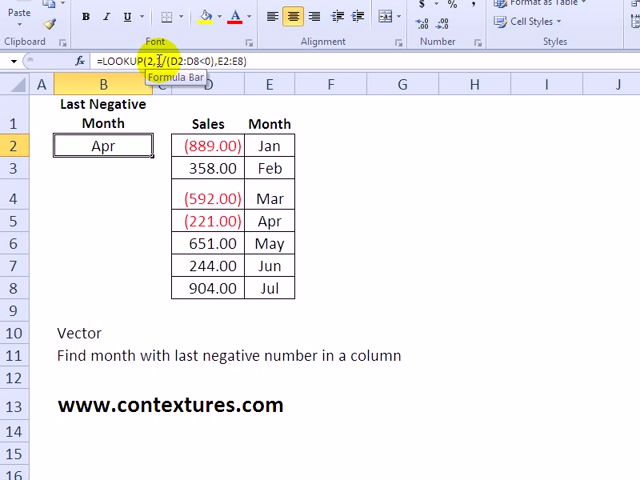 Paste
B I U A
$ % ,
Cell Styles
Clipboard Font Alignment Number Styles
fx =LOOKUP(2,1/(D2:D8<0),E2:E8)
Formula Bar
A B C D E F G H I J
1 Last Negative
Month Sales Month
2 Apr (889.00) Jan
3 358.00 Feb
4 (592.00) Mar
5 (221.00) Apr
6 651.00 May
7 244.00 Jun
8 904.00 Jul
9
10 Vector
11 Find month with last negative number in a column
12
13 www.contextures.com
14
15
16